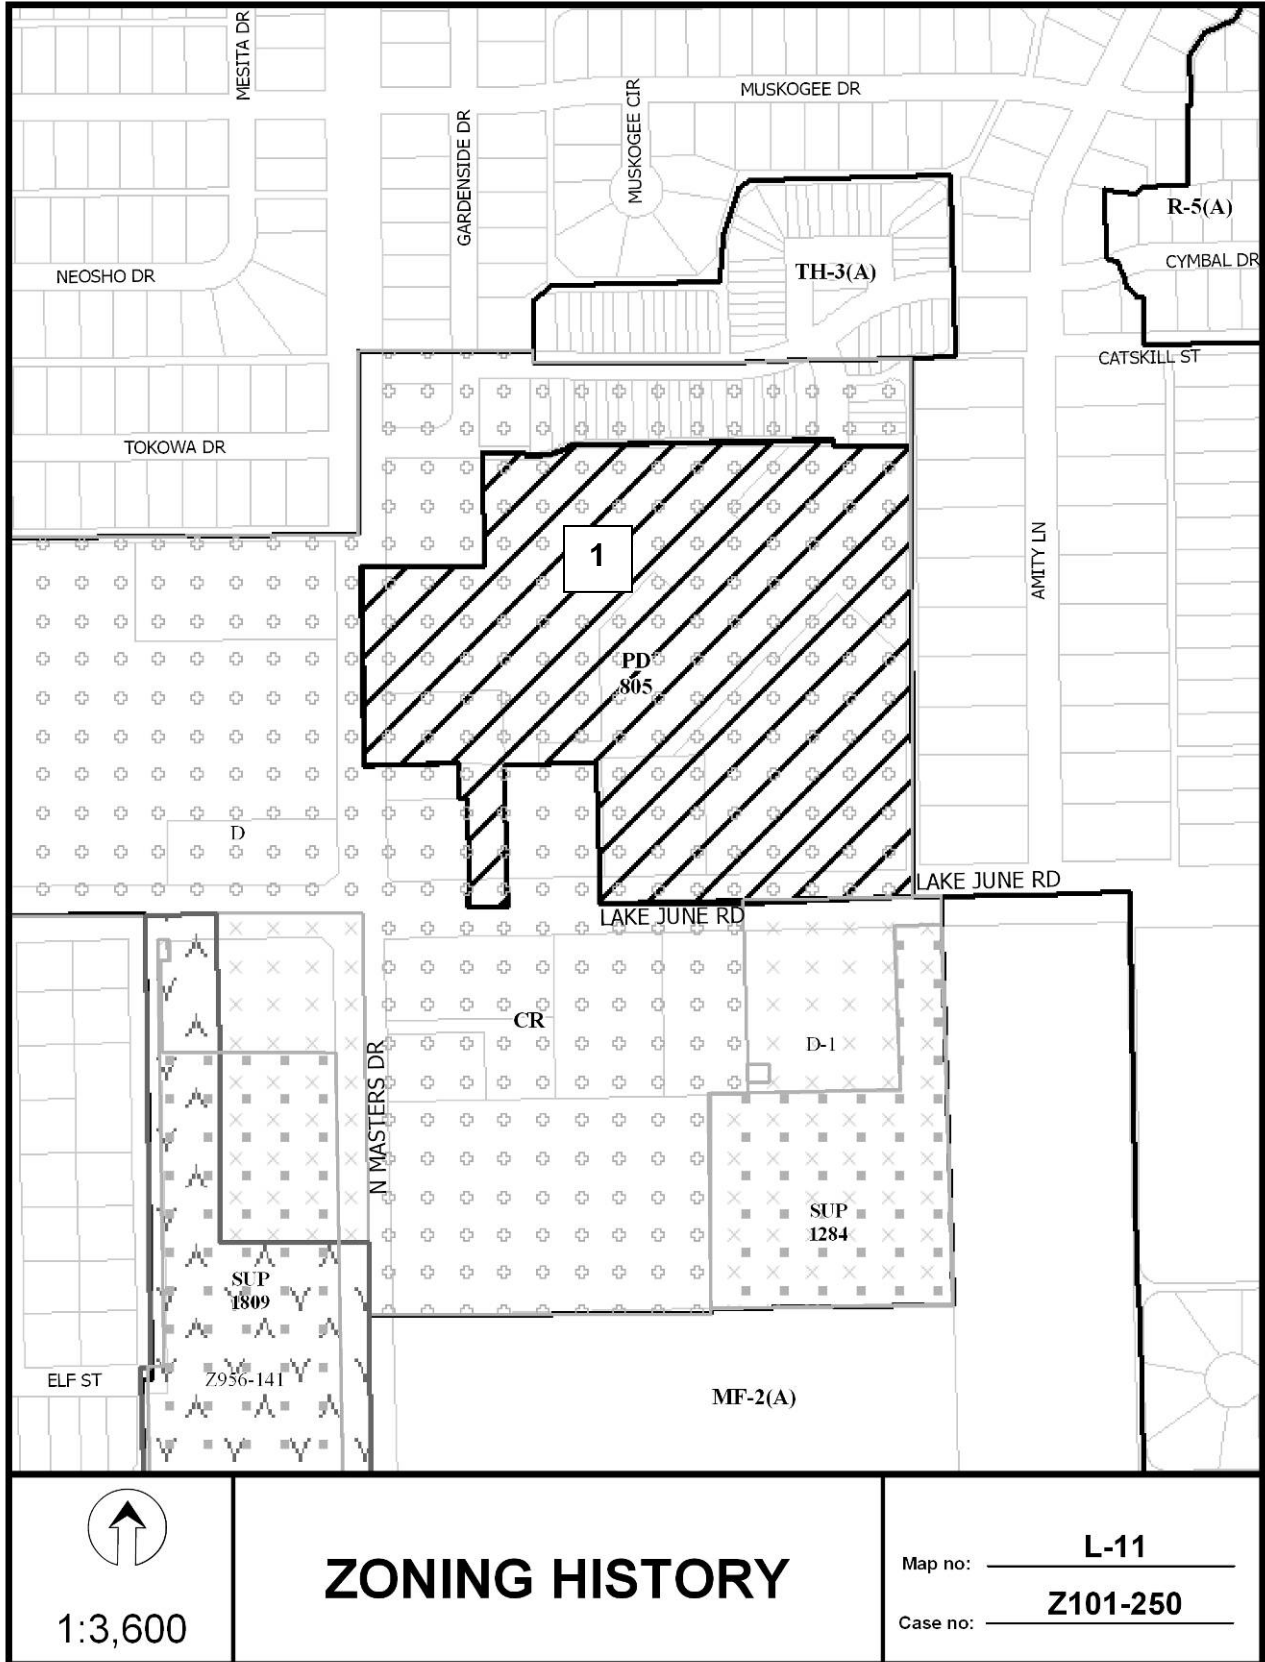 MESITA DR
MUSKOGEE DR
MUSKOGEE CIR
GARDENSIDE DR
R-5(A)
CYMBAL DR
NEOSHO DR
TH-3(A)
CATSKILL ST
TOKOWA DR
1
AMITY LN
PD
805
D
LAKE JUNE RD
LAKE JUNE RD
CR
D-1
N MASTERS DR
SUP
1284
SUP
1809
ELF ST
Z956-141
MF-2(A)
1:3,600
ZONING HISTORY
Map no: L-11
Case no: Z101-250